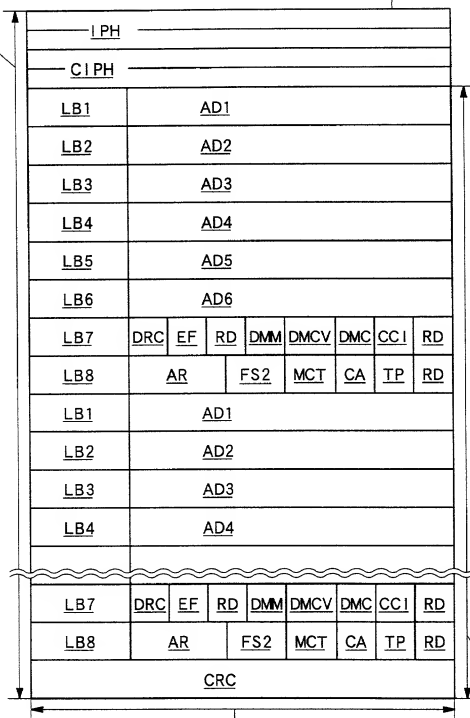 IPH
CIPH
LB1 AD1
LB2 AD2
LB3 AD3
LB4 AD4
LB5 AD5
LB6 AD6
LB7 DRC EF RD DMM DMCV DMC CCI RD
LB8 AR FS2 MCT CA TP RD
LB1 AD1
LB2 AD2
LB3 AD3
LB4 AD4
LB7 DRC EF RD DMM DMCV DMC CCI RD
LB8 AR FS2 MCT CA TP RD
CRC